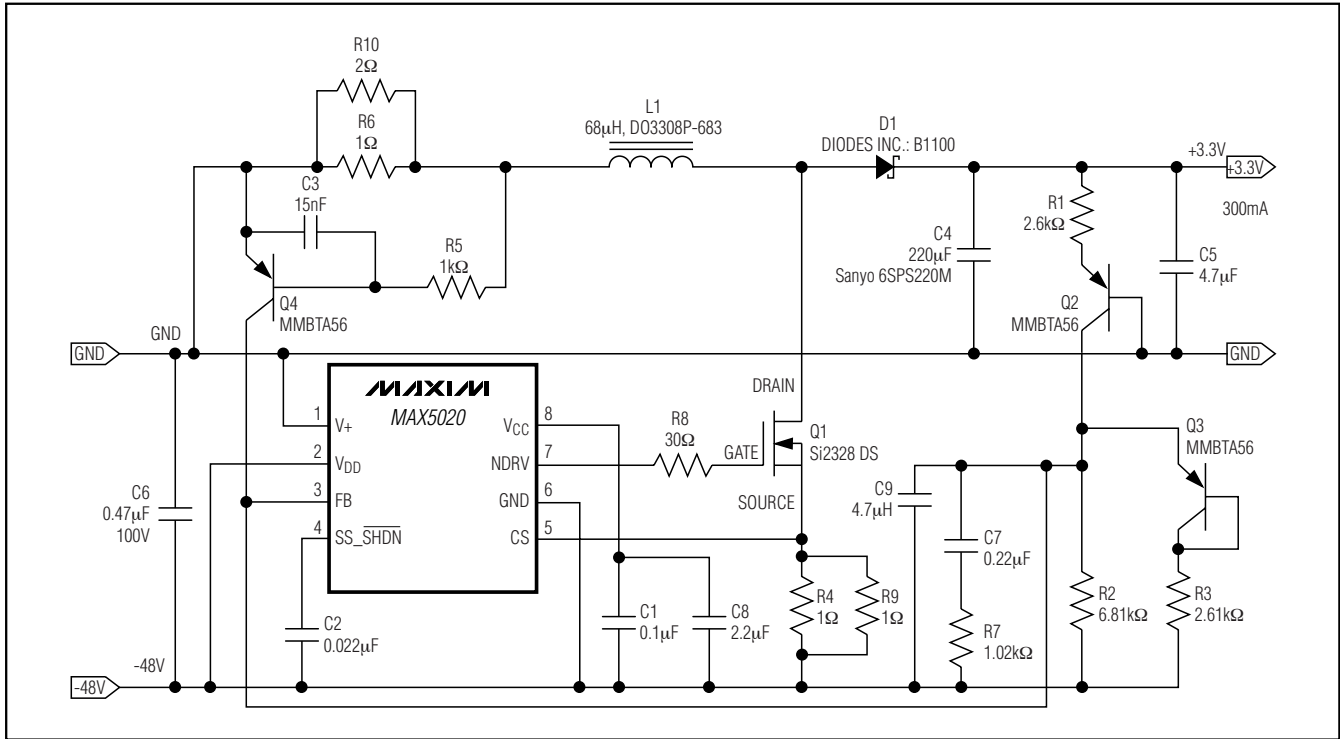 R10
2Ω
R6
1Ω
L1
68μH, DO3308P-683
D1
DIODES INC.: B1100
+3.3V
+3.3V
300mA
C3
15nF
R5
1kΩ
R1
2.6kΩ
C4
220μF
Sanyo 6SPS220M
C5
4.7μF
Q4
MMBTA56
Q2
MMBTA56
GND
GND
GND
MAXIM
MAX5020
1
V+
2
VDD
3
FB
4
SS_SHDN
VCC
8
NDRV
7
GND
6
CS
5
C6
0.47μF
100V
R8
30Ω
DRAIN
GATE
SOURCE
Q1
Si2328 DS
Q3
MMBTA56
C9
4.7μH
C7
0.22μF
R4
1Ω
R9
1Ω
R2
6.81kΩ
R3
2.61kΩ
C2
0.022μF
C1
0.1μF
C8
2.2μF
R7
1.02kΩ
-48V
-48V